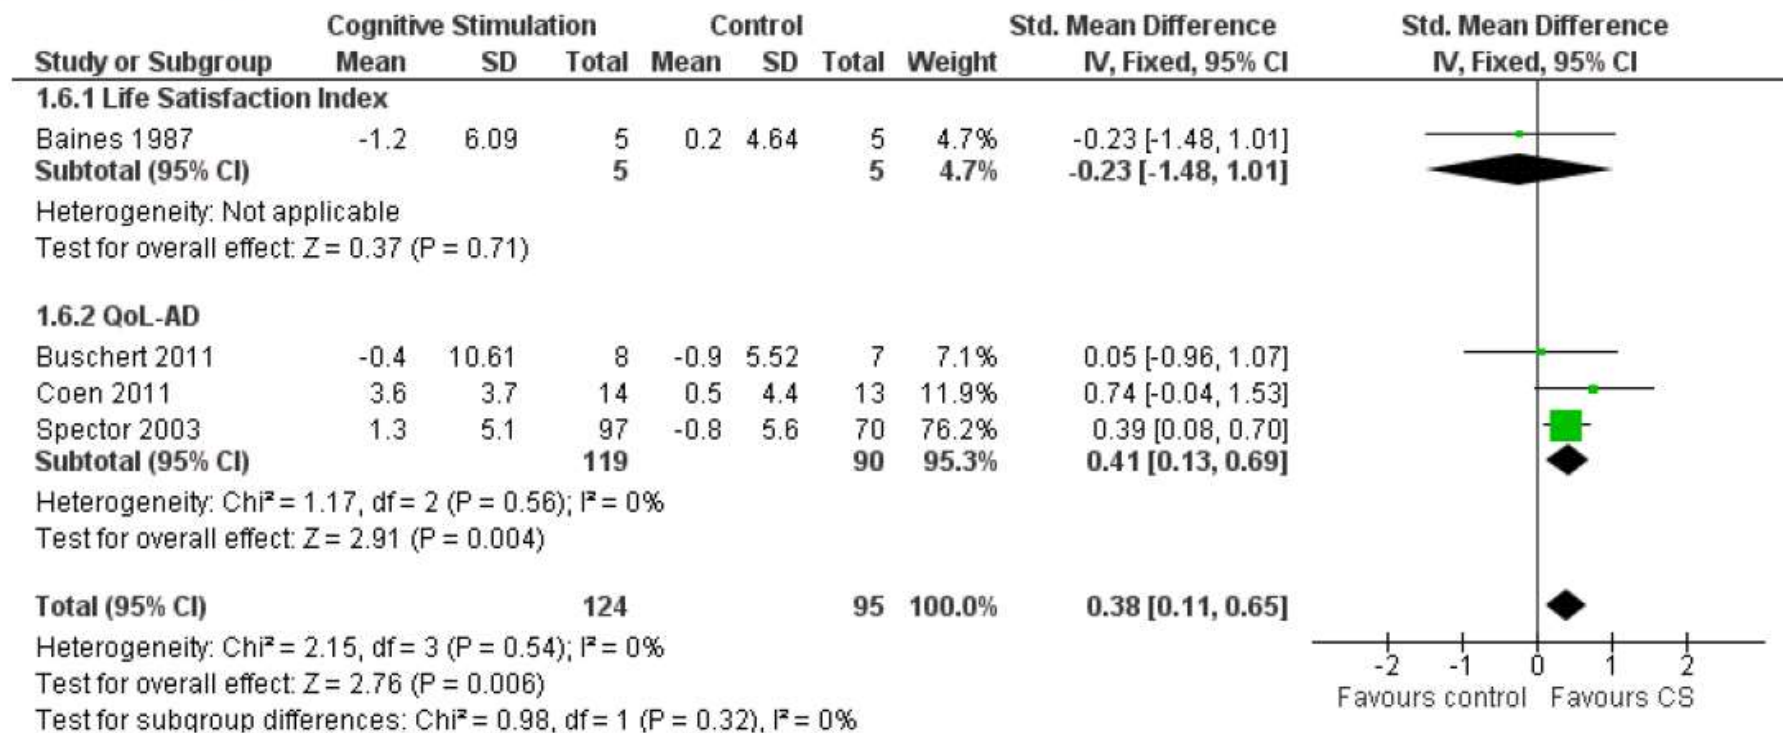 Cognitive Stimulation Control Std. Mean Difference Std. Mean Difference
Study or Subgroup Mean SD Total Mean SD Total Weight IV, Fixed, 95% CI IV, Fixed, 95% CI
1.6.1 Life Satisfaction Index
Baines 1987 -1.2 6.09 5 0.2 4.64 5 4.7% -0.23 [-1.48, 1.01]
Subtotal (95% CI) 5 5 4.7% -0.23 [-1.48, 1.01]
Heterogeneity: Not applicable
Test for overall effect: Z = 0.37 (P = 0.71)
1.6.2 QoL-AD
Buschert 2011 -0.4 10.61 8 -0.9 5.52 7 7.1% 0.05 [-0.96, 1.07]
Coen 2011 3.6 3.7 14 0.5 4.4 13 11.9% 0.74 [-0.04, 1.53]
Spector 2003 1.3 5.1 97 -0.8 5.6 70 76.2% 0.39 [0.08, 0.70]
Subtotal (95% CI) 119 90 95.3% 0.41 [0.13, 0.69]
Heterogeneity: Chi² = 1.17, df = 2 (P = 0.56); I² = 0%
Test for overall effect: Z = 2.91 (P = 0.004)
Total (95% CI) 124 95 100.0% 0.38 [0.11, 0.65]
Heterogeneity: Chi² = 2.15, df = 3 (P = 0.54); I² = 0%
Test for overall effect: Z = 2.76 (P = 0.006)
Test for subgroup differences: Chi² = 0.98, df = 1 (P = 0.32), I² = 0%
-2 -1 0 1 2
Favours control Favours CS